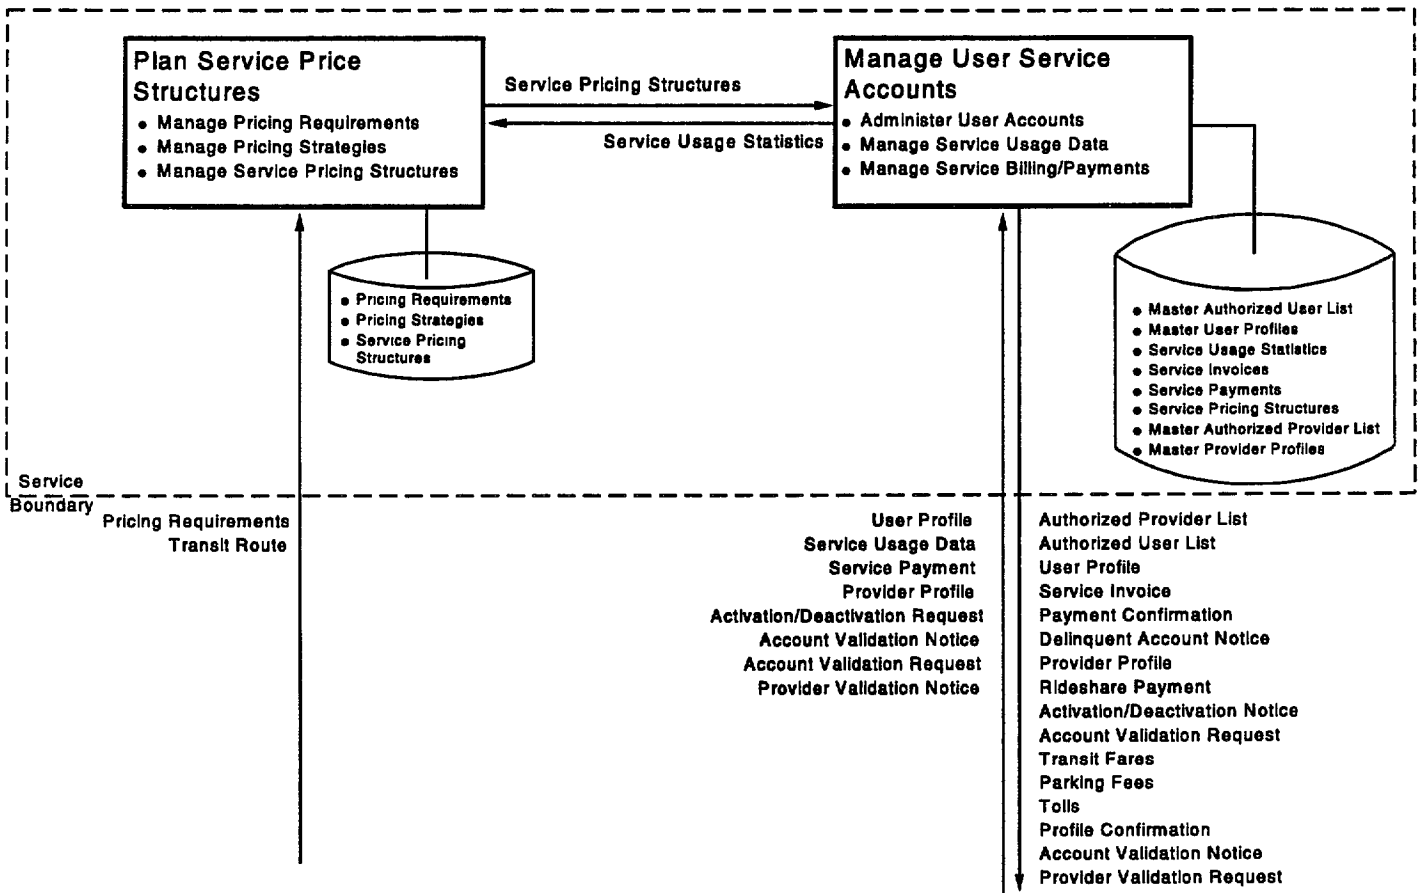 Plan Service Price
Structures
● Manage Pricing Requirements
● Manage Pricing Strategies
● Manage Service Pricing Structures
Service Pricing Structures
Service Usage Statistics
Manage User Service
Accounts
● Administer User Accounts
● Manage Service Usage Data
● Manage Service Billing/Payments
● Pricing Requirements
● Pricing Strategies
● Service Pricing
Structures
● Master Authorized User List
● Master User Profiles
● Service Usage Statistics
● Service Invoices
● Service Payments
● Service Pricing Structures
● Master Authorized Provider List
● Master Provider Profiles
Service
Boundary
Pricing Requirements
Transit Route
User Profile
Service Usage Data
Service Payment
Provider Profile
Activation/Deactivation Request
Account Validation Notice
Account Validation Request
Provider Validation Notice
Authorized Provider List
Authorized User List
User Profile
Service Invoice
Payment Confirmation
Delinquent Account Notice
Provider Profile
Rideshare Payment
Activation/Deactivation Notice
Account Validation Request
Transit Fares
Parking Fees
Tolls
Profile Confirmation
Account Validation Notice
Provider Validation Request